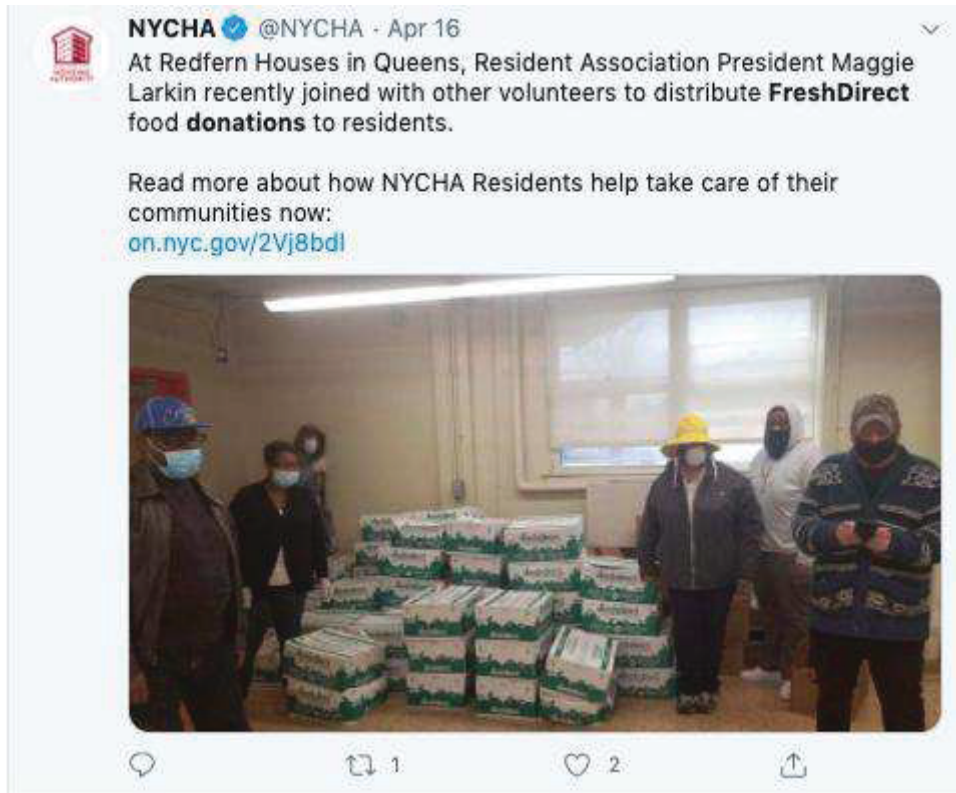 NYCHA @NYCHA · Apr 16
HOUSING
AUTHORITY
At Redfern Houses in Queens, Resident Association President Maggie
Larkin recently joined with other volunteers to distribute FreshDirect
food donations to residents.
Read more about how NYCHA Residents help take care of their
communities now:
on.nyc.gov/2Vj8bdl
1
2